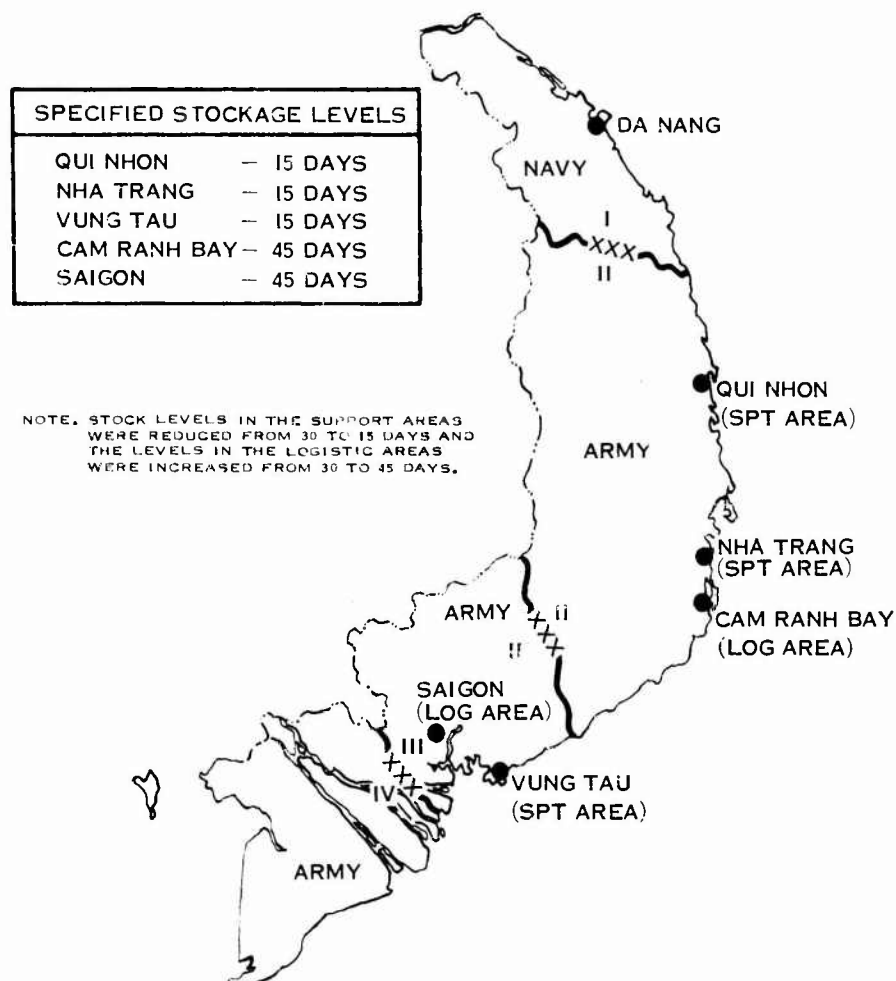 SPECIFIED STOCKAGE LEVELS
QUI NHON – 15 DAYS
NHA TRANG – 15 DAYS
VUNG TAU – 15 DAYS
CAM RANH BAY – 45 DAYS
SAIGON – 45 DAYS
NOTE. STOCK LEVELS IN THE SUPPORT AREAS
WERE REDUCED FROM 30 TO 15 DAYS AND
THE LEVELS IN THE LOGISTIC AREAS
WERE INCREASED FROM 30 TO 45 DAYS.
DA NANG
NAVY
I
XXX
II
QUI NHON
(SPT AREA)
ARMY
NHA TRANG
(SPT AREA)
CAM RANH BAY
(LOG AREA)
ARMY
II
XXX
SAIGON
(LOG AREA)
III
XXX
IV
VUNG TAU
(SPT AREA)
ARMY